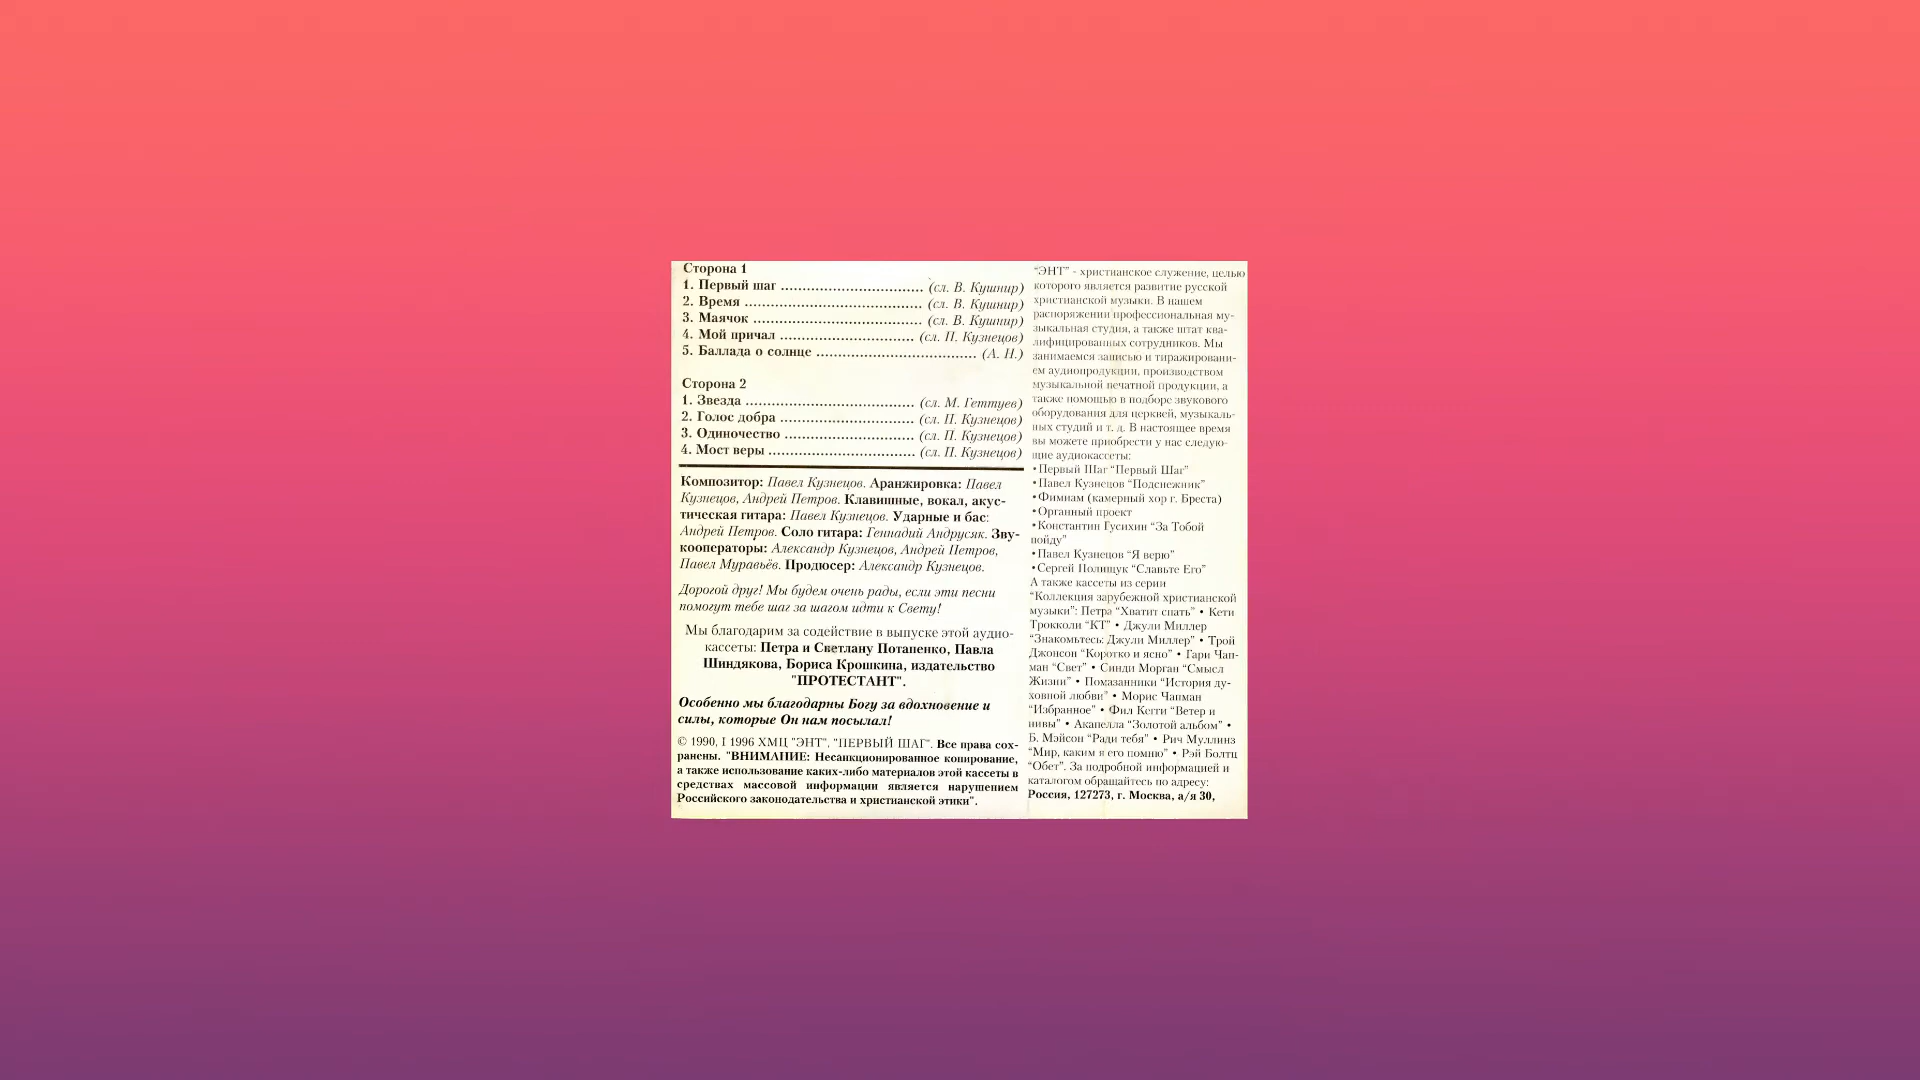 Сторона 1
1. Первый шаг ................................. (сл. В. Кушнир)
2. Время ......................................... (сл. В. Кушнир)
3. Маячок ....................................... (сл. В. Кушнир)
4. Мой причал ............................... (сл. П. Кузнецов)
5. Баллада о солнце ..................................... (А. Н.)
Сторона 2
1. Звезда ....................................... (сл. М. Геттуев)
2. Голос добра ............................... (сл. П. Кузнецов)
3. Одиночество .............................. (сл. П. Кузнецов)
4. Мост веры .................................. (сл. П. Кузнецов)
Композитор: Павел Кузнецов. Аранжировка: Павел
Кузнецов, Андрей Петров. Клавишные, вокал, акус-
тическая гитара: Павел Кузнецов. Ударные и бас:
Андрей Петров. Соло гитара: Геннадий Андрусяк. Зву-
кооператоры: Александр Кузнецов, Андрей Петров,
Павел Муравьёв. Продюсер: Александр Кузнецов.
Дорогой друг! Мы будем очень рады, если эти песни
помогут тебе шаг за шагом идти к Свету!
Мы благодарим за содействие в выпуске этой аудио-
кассеты: Петра и Светлану Потапенко, Павла
Шиндякова, Бориса Крошкина, издательство
"ПРОТЕСТАНТ".
Особенно мы благодарны Богу за вдохновение и
силы, которые Он нам посылал!
© 1990, I 1996 ХМЦ "ЭНТ", "ПЕРВЫЙ ШАГ". Все права сох-
ранены. "ВНИМАНИЕ: Несанкционированное копирование,
а также использование каких-либо материалов этой кассеты в
средствах массовой информации является нарушением
Российского законодательства и христианской этики".
“ЭНТ” - христианское служение, целью
которого является развитие русской
христианской музыки. В нашем
распоряжении профессиональная му-
зыкальная студия, а также штат ква-
лифицированных сотрудников. Мы
занимаемся записью и тиражировани-
ем аудиопродукции, производством
музыкальной печатной продукции, а
также помощью в подборе звукового
оборудования для церквей, музыкаль-
ных студий и т. д. В настоящее время
вы можете приобрести у нас следую-
щие аудиокассеты:
• Первый Шаг “Первый Шаг”
• Павел Кузнецов “Подснежник”
• Фимиам (камерный хор г. Бреста)
• Органный проект
• Константин Гусихин “За Тобой
пойду”
• Павел Кузнецов “Я верю”
• Сергей Полищук “Славьте Его”
А также кассеты из серии
“Коллекция зарубежной христианской
музыки”: Петра “Хватит спать” • Кети
Трокколи “КТ” • Джули Миллер
“Знакомьтесь: Джули Миллер” • Трой
Джонсон “Коротко и ясно” • Гари Чап-
ман “Свет” • Синди Морган “Смысл
Жизни” • Помазанники “История ду-
ховной любви” • Морис Чапман
“Избранное” • Фил Кегги “Ветер и
нивы” • Акапелла “Золотой альбом” •
Б. Мэйсон “Ради тебя” • Рич Муллинз
“Мир, каким я его помню” • Рэй Болтц
“Обет”. За подробной информацией и
каталогом обращайтесь по адресу:
Россия, 127273, г. Москва, а/я 30,